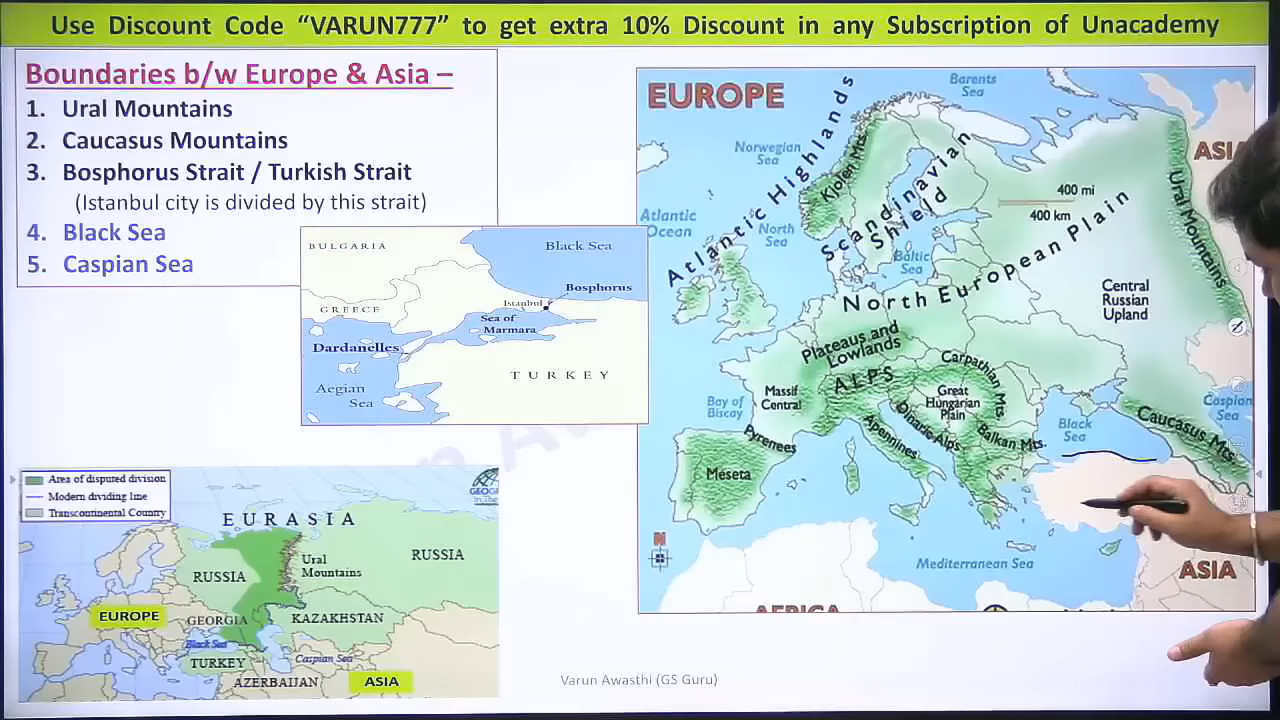 Use Discount Code “VARUN777” to get extra 10% Discount in any Subscription of Unacademy
Boundaries b/w Europe & Asia –
1. Ural Mountains
2. Caucasus Mountains
3. Bosphorus Strait / Turkish Strait
(Istanbul city is divided by this strait)
4. Black Sea
5. Caspian Sea
BULGARIA
Black Sea
Bosphorus
Istanbul
GREECE
Sea of
Marmara
Dardanelles
TURKEY
Aegian
Sea
EUROPE
Barents
Sea
ASIA
Norwegian
Sea
Atlantic Highlands
Kjolen Mts.
Scandinavian
Shield
400 mi
400 km
Ural Mountains
Atlantic
Ocean
North
Sea
Baltic
Sea
North European Plain
Central
Russian
Upland
Plateaus and
Lowlands
Carpathian Mts.
ALPS
Massif
Central
Great
Hungarian
Plain
Bay of
Biscay
Caspian
Sea
Black
Sea
Caucasus Mts.
Pyrenees
Apennines
Dinaric Alps
Balkan Mts.
Meseta
N
Mediterranean Sea
ASIA
AFRICA
Area of disputed division
Modern dividing line
Transcontinental Country
EURASIA
RUSSIA
Ural
Mountains
RUSSIA
EUROPE
GEORGIA
KAZAKHSTAN
Black Sea
TURKEY
Caspian Sea
AZERBAIJAN
ASIA
Varun Awasthi (GS Guru)